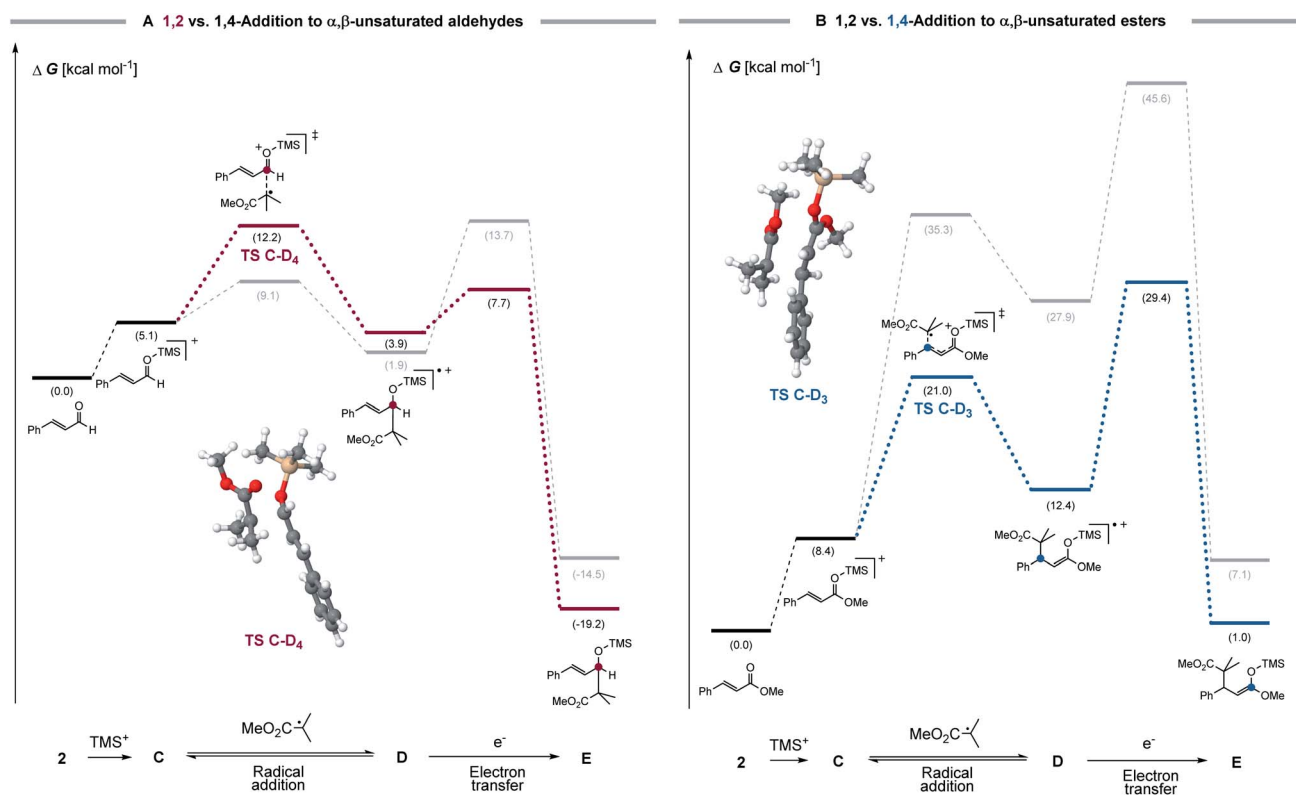 A 1,2 vs. 1,4-Addition to α,β-unsaturated aldehydes
Δ G [kcal mol-1]
‡
+
O
TMS
Ph
H
MeO2C
(12.2)
TS C-D4
(9.1)
(13.7)
(7.7)
(5.1)
(3.9)
(1.9)
(0.0)
+
TMS
O
Ph
H
O
Ph
H
• +
TMS
O
Ph
H
MeO2C
TS C-D4
(-14.5)
(-19.2)
TMS
O
Ph
H
MeO2C
2
TMS+
C
MeO2C
Radical
addition
D
e-
Electron
transfer
E
B 1,2 vs. 1,4-Addition to α,β-unsaturated esters
Δ G [kcal mol-1]
(45.6)
(35.3)
(27.9)
(29.4)
MeO2C
+
O
TMS
‡
Ph
OMe
TS C-D3
(21.0)
TS C-D3
(12.4)
(8.4)
(0.0)
+
TMS
O
Ph
OMe
O
Ph
OMe
• +
MeO2C
O
TMS
Ph
OMe
(7.1)
(1.0)
MeO2C
TMS
O
Ph
OMe
2
TMS+
C
MeO2C
Radical
addition
D
e-
Electron
transfer
E